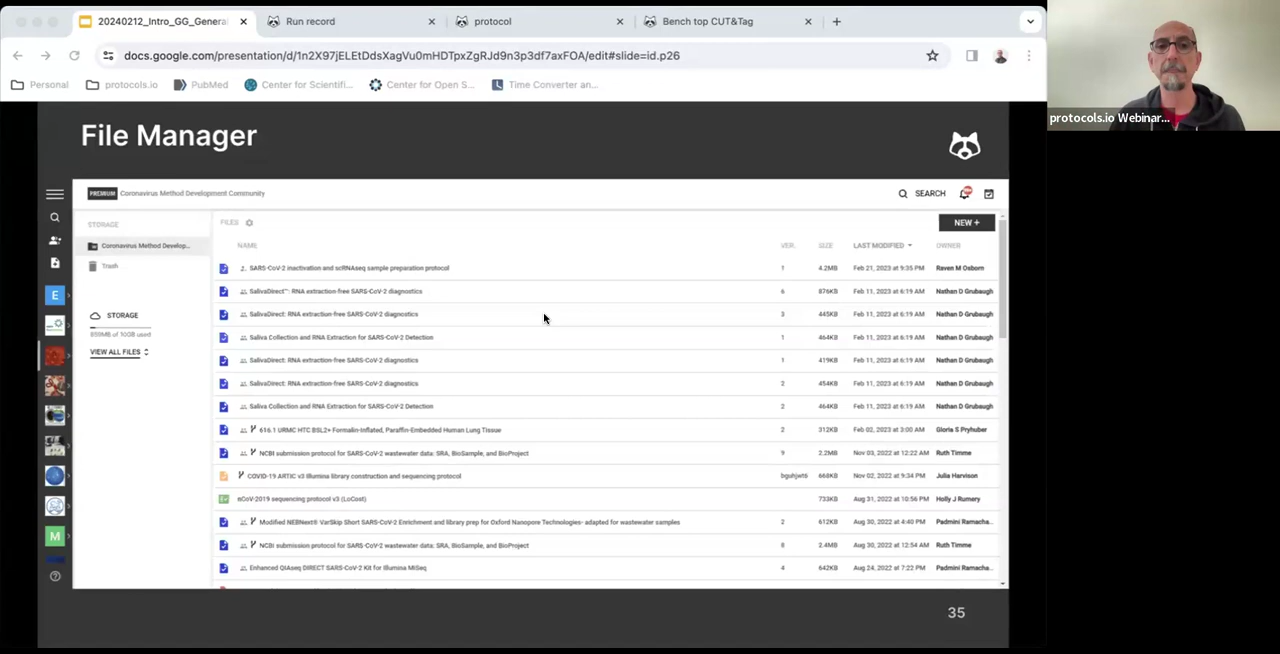 20240212_Intro_GG_General
Run record
protocol
Bench top CUT&Tag
docs.google.com/presentation/d/1n2X97jELEtDdsXagVu0mHDTpxZgRJd9n3p3df7axFOA/edit#slide=id.p26
Personal
protocols.io
PubMed
Center for Scientifi...
Center for Open S...
Time Converter an...
protocols.io Webinar...
File Manager
PREMIUM Coronavirus Method Development Community
SEARCH
STORAGE
FILES
NEW +
Coronavirus Method Develop...
NAME VER. SIZE LAST MODIFIED OWNER
Trash
SARS-CoV-2 inactivation and scRNAseq sample preparation protocol 1 4.2MB Feb 21, 2023 at 9:35 PM Raven M Osborn
SalivaDirect™: RNA extraction-free SARS-CoV-2 diagnostics 6 876KB Feb 11, 2023 at 6:19 AM Nathan D Grubaugh
E
STORAGE
SalivaDirect: RNA extraction-free SARS-CoV-2 diagnostics 3 445KB Feb 11, 2023 at 6:19 AM Nathan D Grubaugh
of 10GB used
Saliva Collection and RNA Extraction for SARS-CoV-2 Detection 1 464KB Feb 11, 2023 at 6:19 AM Nathan D Grubaugh
VIEW ALL FILES
SalivaDirect: RNA extraction-free SARS-CoV-2 diagnostics 1 419KB Feb 11, 2023 at 6:19 AM Nathan D Grubaugh
SalivaDirect: RNA extraction-free SARS-CoV-2 diagnostics 2 454KB Feb 11, 2023 at 6:19 AM Nathan D Grubaugh
Saliva Collection and RNA Extraction for SARS-CoV-2 Detection 2 464KB Feb 11, 2023 at 6:19 AM Nathan D Grubaugh
616.1 URMC HTC BSL2+ Formalin-Inflated, Paraffin-Embedded Human Lung Tissue 2 312KB Feb 02, 2023 at 3:00 AM Gloria S Pryhuber
NCBI submission protocol for SARS-CoV-2 wastewater data: SRA, BioSample, and BioProject 9 2.2MB Nov 03, 2022 at 12:22 AM Ruth Timme
COVID-19 ARTIC v3 Illumina library construction and sequencing protocol bguhjwt6 668KB Nov 02, 2022 at 9:34 PM Julia Harvison
nCoV-2019 sequencing protocol v3 (LoCost) 733KB Aug 31, 2022 at 10:56 PM Holly J Rumery
Modified NEBNext® VarSkip Short SARS-CoV-2 Enrichment and library prep for Oxford Nanopore Technologies- adapted for wastewater samples 2 612KB Aug 30, 2022 at 4:40 PM Padmini Ramacha...
M
NCBI submission protocol for SARS-CoV-2 wastewater data: SRA, BioSample, and BioProject 8 2.4MB Aug 30, 2022 at 12:54 AM Ruth Timme
Enhanced QIAseq DIRECT SARS-CoV-2 Kit for Illumina MiSeq 4 642KB Aug 24, 2022 at 7:22 PM Padmini Ramacha...
35